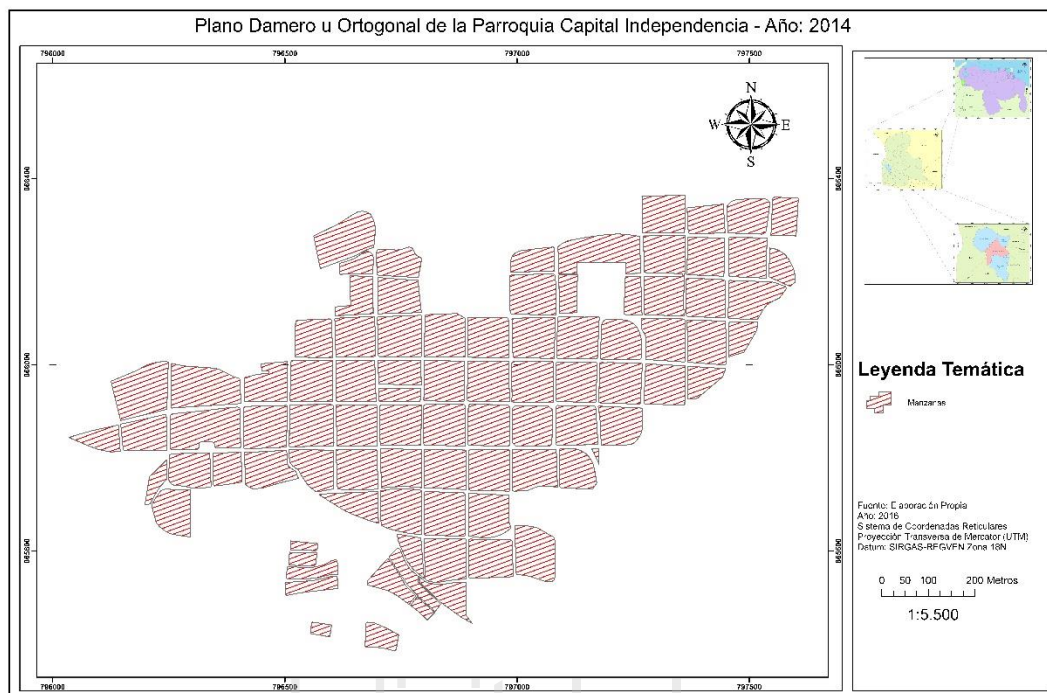 Plano Damero u Ortogonal de la Parroquia Capital Independencia - Año: 2014
796000
796500
797000
797500
N
W
E
S
Leyenda Temática
Manzanas
Fuente: Elaboración Propia
Año: 2016
Sistema de Coordenadas Reticulares
Proyección Transversa de Mercator (UTM)
Datum: SIRGAS-REGVEN Zona 18N
0 50 100 200 Metros
1:5.500
796000
796500
797000
797500